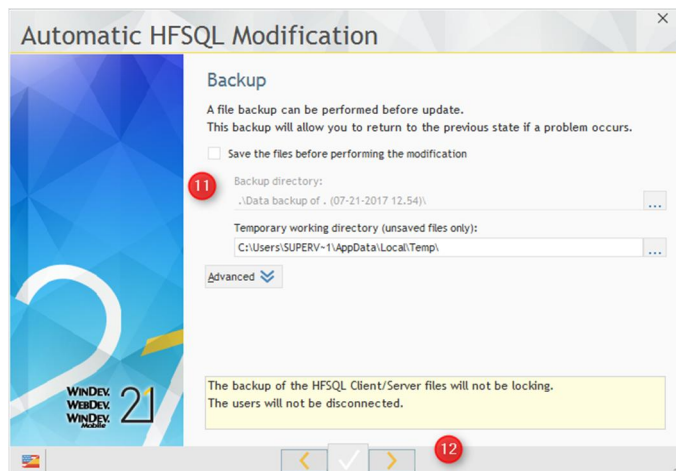 Automatic HFSQL Modification
Backup
A file backup can be performed before update.
This backup will allow you to return to the previous state if a problem occurs.
Save the files before performing the modification
11
Backup directory:
.\Data backup of . (07-21-2017 12.54)\
...
Temporary working directory (unsaved files only):
C:\Users\SUPERV~1\AppData\Local\Temp\
...
Advanced
The backup of the HFSQL Client/Server files will not be locking.
The users will not be disconnected.
WINDEV
WEBDEV
WINDEV
Mobile
21
12